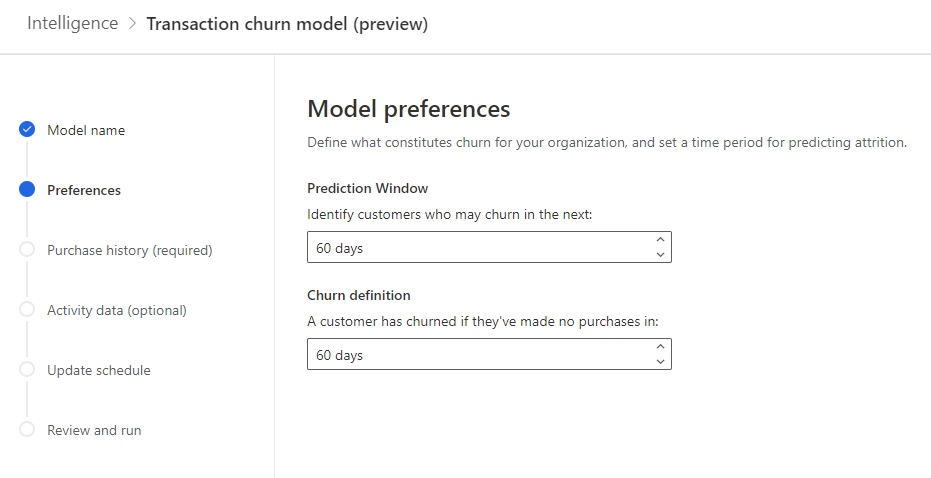 Intelligence > Transaction churn model (preview)
Model name
Preferences
Purchase history (required)
Activity data (optional)
Update schedule
Review and run
Model preferences
Define what constitutes churn for your organization, and set a time period for predicting attrition.
Prediction Window
Identify customers who may churn in the next:
60 days
Churn definition
A customer has churned if they've made no purchases in:
60 days